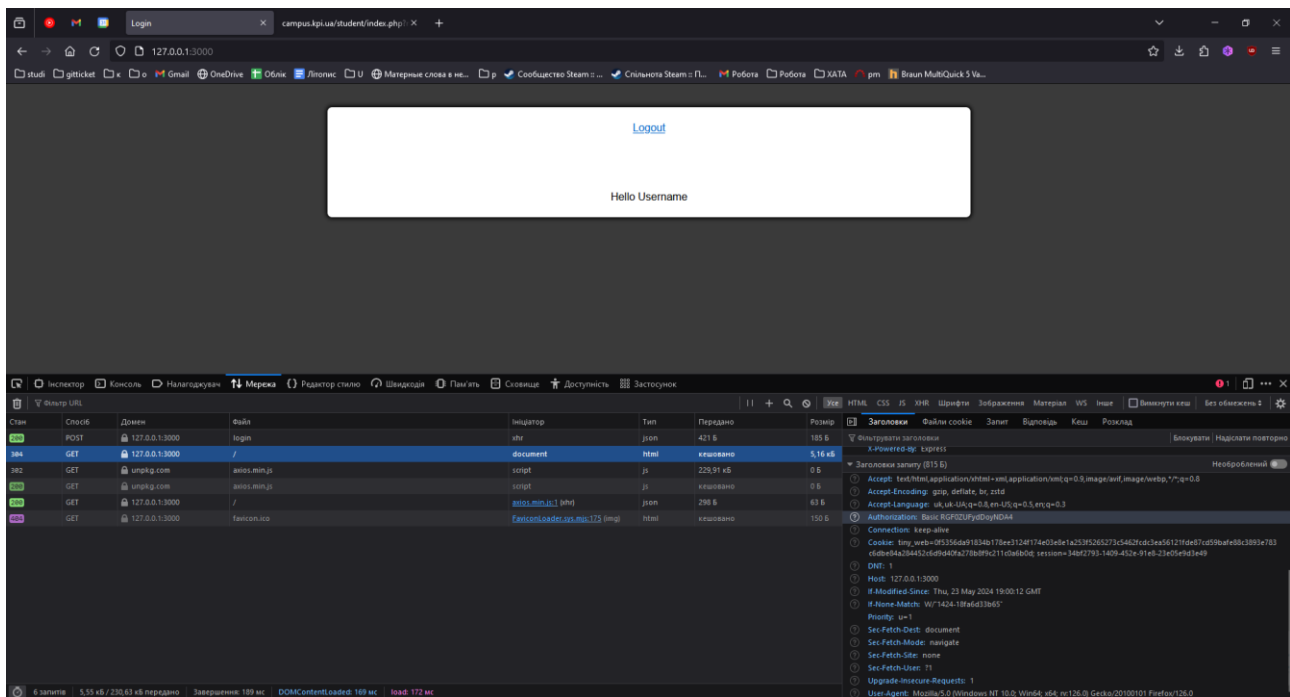 Login
campus.kpi.ua/student/index.php?
127.0.0.1:3000
studi gitticket к о Gmail OneDrive Облік Літопис U Матерные слова в не... р Сообщество Steam :: ... Спільнота Steam :: П... Робота Робота ХАТА pm Braun MultiQuick 5 Va...
Logout
Hello Username
Інспектор Консоль Налагоджувач Мережа Редактор стилю Швидкодія Пам'ять Сховище Доступність Застосунок 1
Фільтр URL Усе HTML CSS JS XHR Шрифти Зображення Матеріал WS Інше Вимкнути кеш Без обмежень
Стан Спосіб Домен Файл Ініціатор Тип Передано Розмір Заголовки Файли cookie Запит Відповідь Кеш Розклад
200 POST 127.0.0.1:3000 login xhr json 421 Б 185 Б
304 GET 127.0.0.1:3000 / document html кешовано 5,16 кБ
302 GET unpkg.com axios.min.js script js 229,91 кБ 0 Б
200 GET unpkg.com axios.min.js script js кешовано 0 Б
200 GET 127.0.0.1:3000 / axios.min.js:1 (xhr) json 298 Б 63 Б
404 GET 127.0.0.1:3000 favicon.ico FaviconLoader.sys.mjs:175 (img) html кешовано 150 Б
Фільтрувати заголовки Блокувати Надіслати повторно
X-Powered-By: Express
Заголовки запиту (815 Б) Необроблений
Accept: text/html,application/xhtml+xml,application/xml;q=0.9,image/avif,image/webp,*/*;q=0.8
Accept-Encoding: gzip, deflate, br, zstd
Accept-Language: uk,uk-UA;q=0.8,en-US;q=0.5,en;q=0.3
Authorization: Basic
Connection: keep-alive
Cookie:
DNT: 1
Host: 127.0.0.1:3000
If-Modified-Since: Thu, 23 May 2024 19:00:12 GMT
If-None-Match: W/"1424-18fa6d33b65"
Priority: u=1
Sec-Fetch-Dest: document
Sec-Fetch-Mode: navigate
Sec-Fetch-Site: none
Sec-Fetch-User: ?1
Upgrade-Insecure-Requests: 1
User-Agent: Mozilla/5.0 (Windows NT 10.0; Win64; x64; rv:126.0) Gecko/20100101 Firefox/126.0
6 запитів 5,55 кБ / 230,63 кБ передано Завершення: 189 мс DOMContentLoaded: 169 мс load: 172 мс